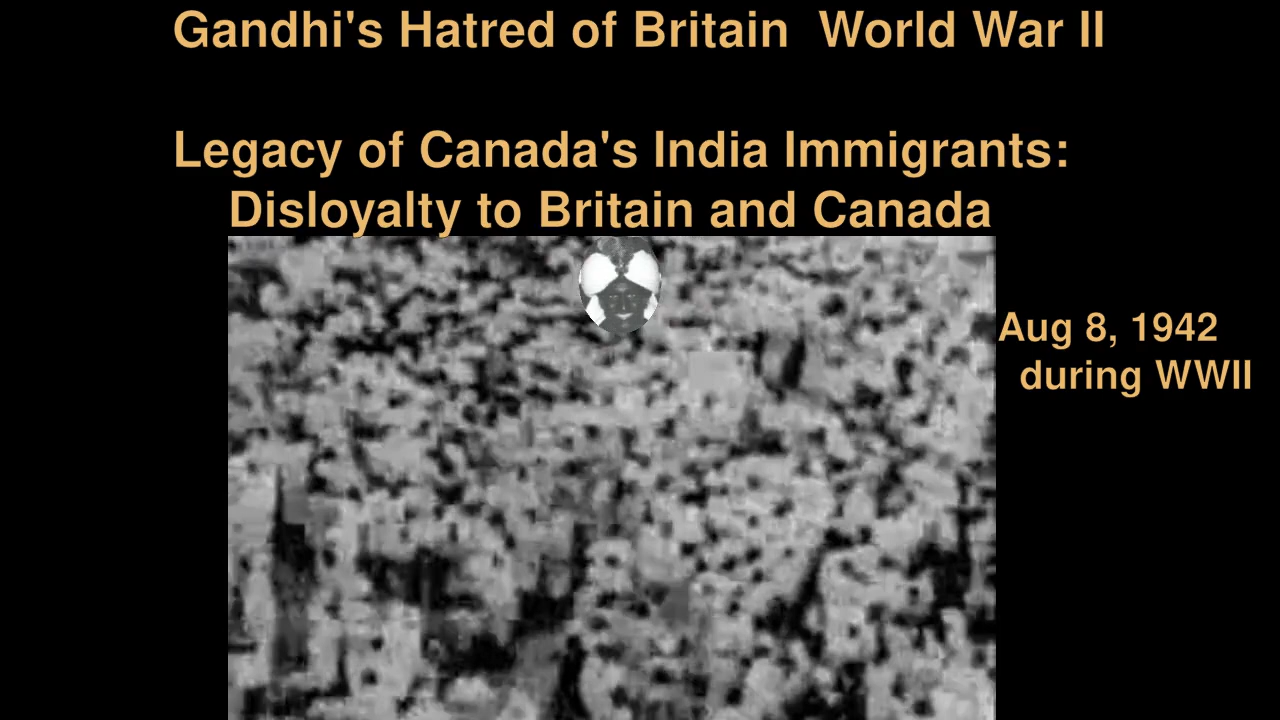 Gandhi's Hatred of Britain World War II
Legacy of Canada's India Immigrants:
Disloyalty to Britain and Canada
Aug 8, 1942
during WWII